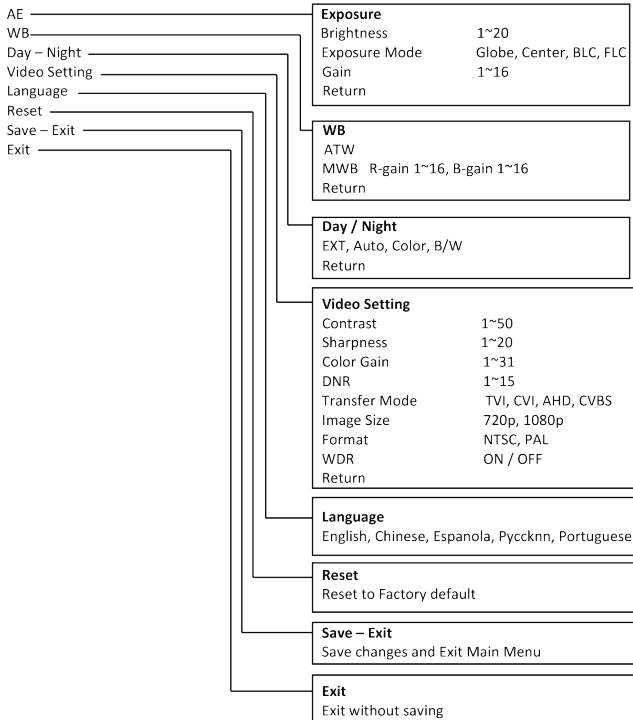 AE
WB
Day – Night
Video Setting
Language
Reset
Save – Exit
Exit
Exposure
Brightness 1~20
Exposure Mode Globe, Center, BLC, FLC
Gain 1~16
Return
WB
ATW
MWB R-gain 1~16, B-gain 1~16
Return
Day / Night
EXT, Auto, Color, B/W
Return
Video Setting
Contrast 1~50
Sharpness 1~20
Color Gain 1~31
DNR 1~15
Transfer Mode TVI, CVI, AHD, CVBS
Image Size 720p, 1080p
Format NTSC, PAL
WDR ON / OFF
Return
Language
English, Chinese, Espanola, Pyccknn, Portuguese
Reset
Reset to Factory default
Save – Exit
Save changes and Exit Main Menu
Exit
Exit without saving